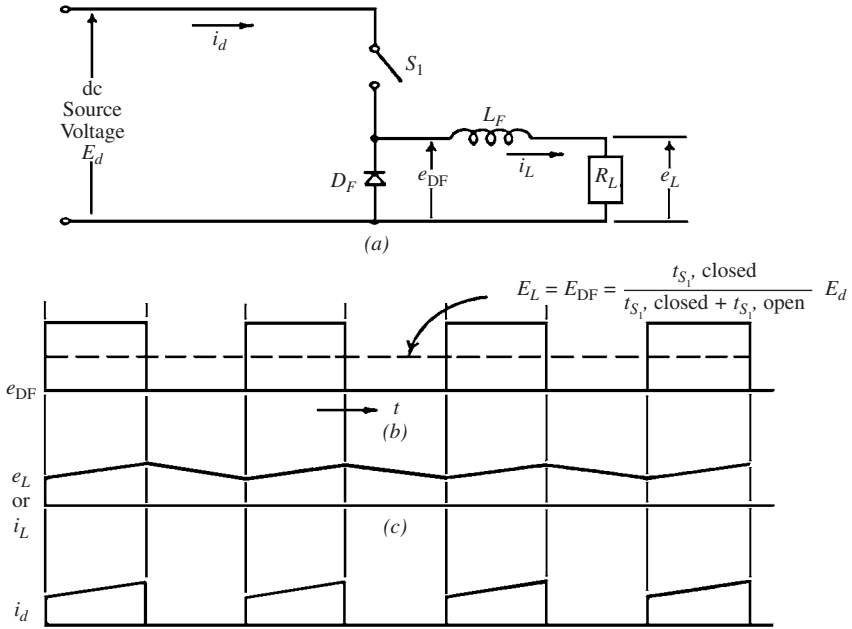 i_d
S_1
dc
Source
Voltage
E_d
L_F
D_F
e_DF
i_L
R_L
e_L
(a)
E_L = E_DF = t_S₁, closed / t_S₁, closed + t_S₁, open E_d
e_DF
t
(b)
e_L
or
i_L
(c)
i_d